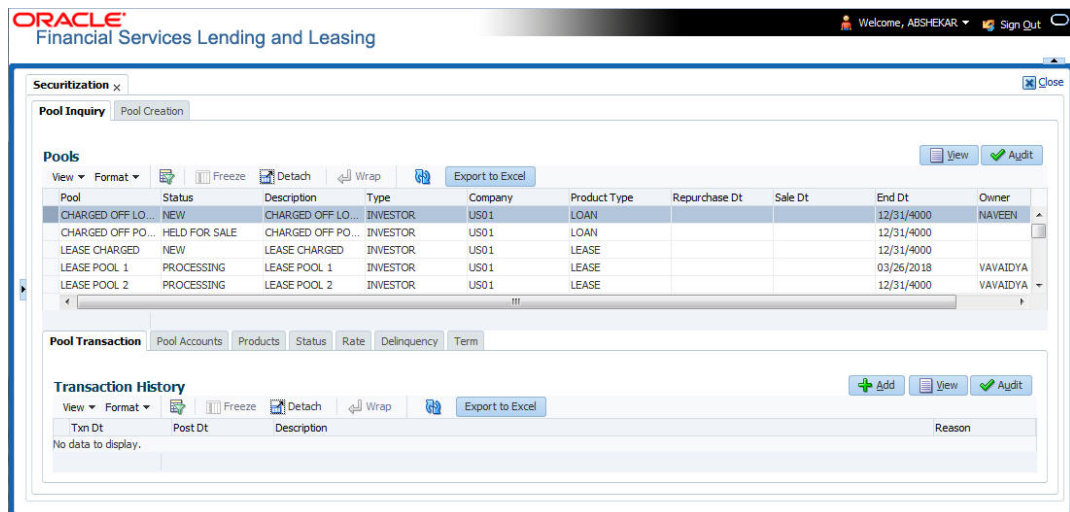 ORACLE®
Financial Services Lending and Leasing
Welcome, ABSHEKAR
Sign Out
Securitization x
Close
Pool Inquiry Pool Creation
Pools
View Audit
View Format Freeze Detach Wrap Export to Excel
Pool Status Description Type Company Product Type Repurchase Dt Sale Dt End Dt Owner
CHARGED OFF LO... NEW CHARGED OFF LO... INVESTOR US01 LOAN 12/31/4000 NAVEEN
CHARGED OFF PO... HELD FOR SALE CHARGED OFF PO... INVESTOR US01 LOAN 12/31/4000
LEASE CHARGED NEW LEASE CHARGED INVESTOR US01 LEASE 12/31/4000
LEASE POOL 1 PROCESSING LEASE POOL 1 INVESTOR US01 LEASE 03/26/2018 VAVAIDYA
LEASE POOL 2 PROCESSING LEASE POOL 2 INVESTOR US01 LEASE 12/31/4000 VAVAIDYA
Pool Transaction Pool Accounts Products Status Rate Delinquency Term
Transaction History
Add View Audit
View Format Freeze Detach Wrap Export to Excel
Txn Dt Post Dt Description Reason
No data to display.